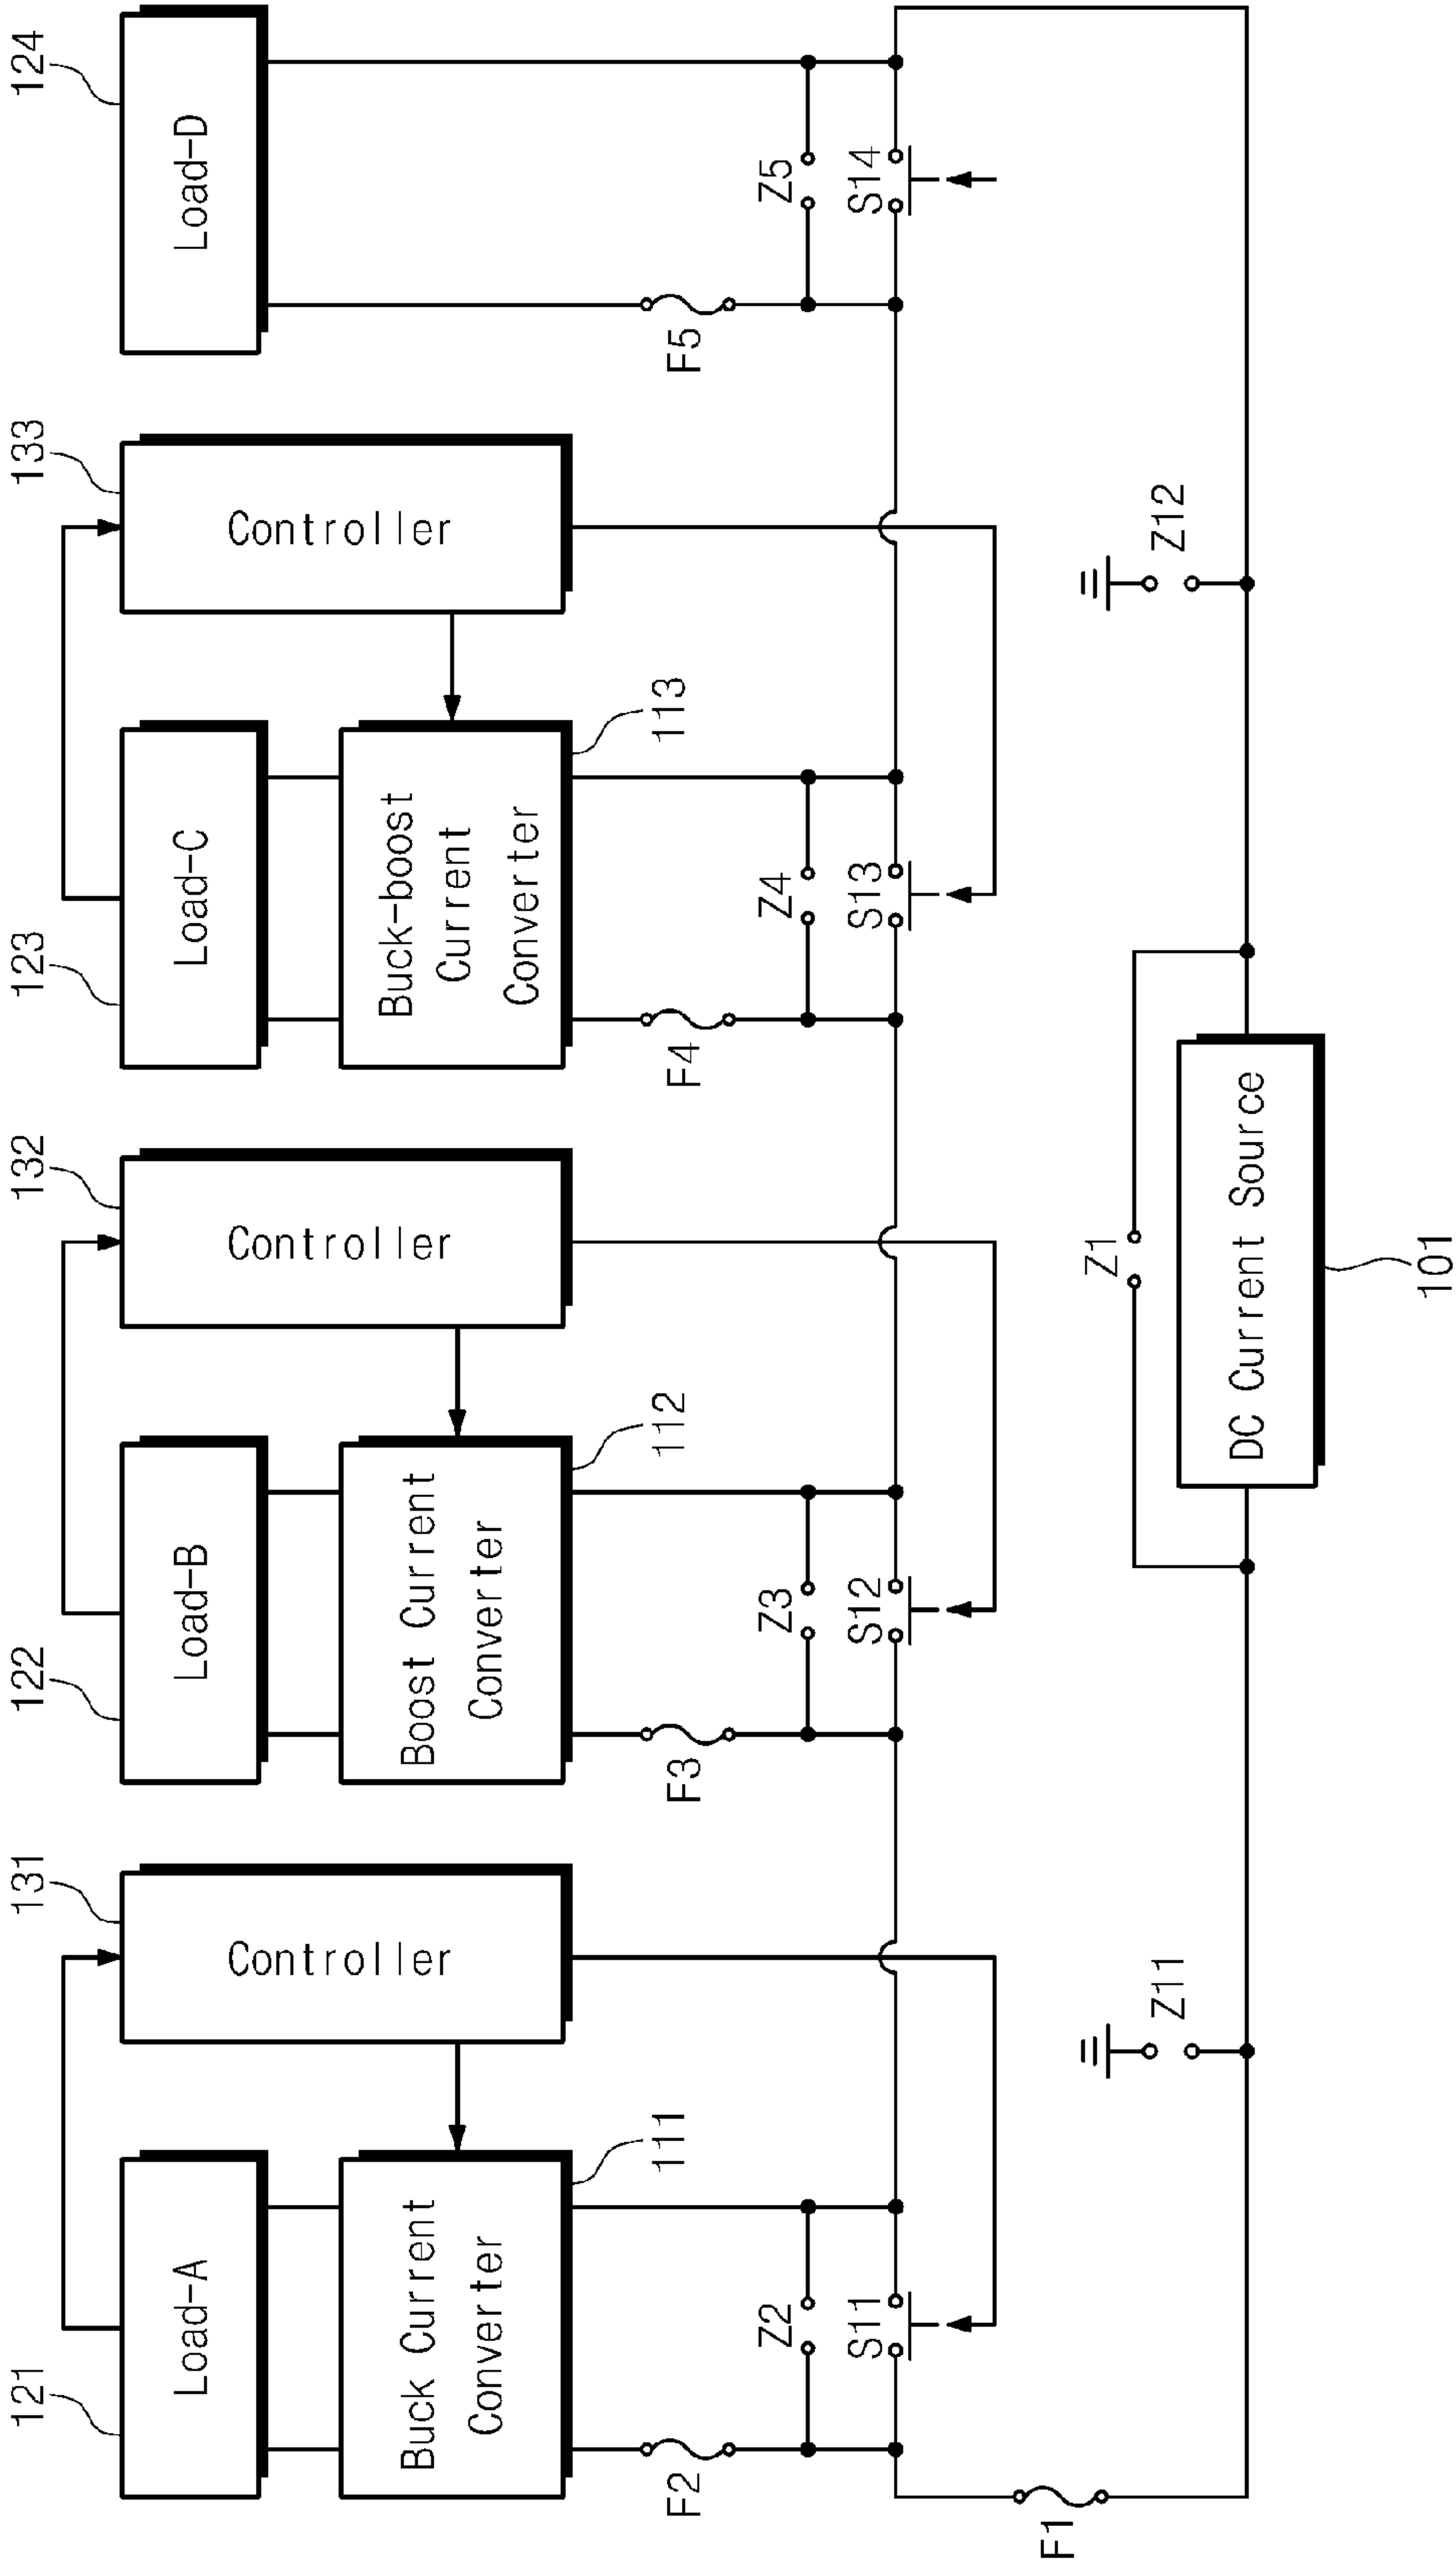 121
131
122
132
123
133
124
Load-A
Controller
Load-B
Controller
Load-C
Controller
Load-D
Buck Current
Converter
Boost Current
Converter
Buck-boost
Current
Converter
111
112
113
F2
F3
F4
F5
Z2
Z3
Z4
Z5
S11
S12
S13
S14
F1
Z11
Z1
Z12
DC Current Source
101